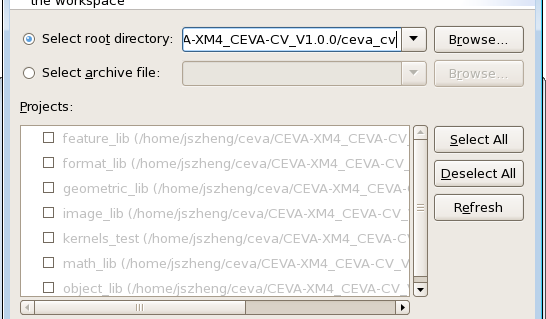 the workspace
Select root directory: A-XM4_CEVA-CV_V1.0.0/ceva_cv Browse...
Select archive file: Browse...
Projects:
feature_lib (/home/jszheng/ceva/CEVA-XM4_CEVA-CV_
format_lib (/home/jszheng/ceva/CEVA-XM4_CEVA-CV_
geometric_lib (/home/jszheng/ceva/CEVA-XM4_CEVA-
image_lib (/home/jszheng/ceva/CEVA-XM4_CEVA-CV_
kernels_test (/home/jszheng/ceva/CEVA-XM4_CEVA-C
math_lib (/home/jszheng/ceva/CEVA-XM4_CEVA-CV_V
object_lib (/home/jszheng/ceva/CEVA-XM4_CEVA-CV_
Select All
Deselect All
Refresh